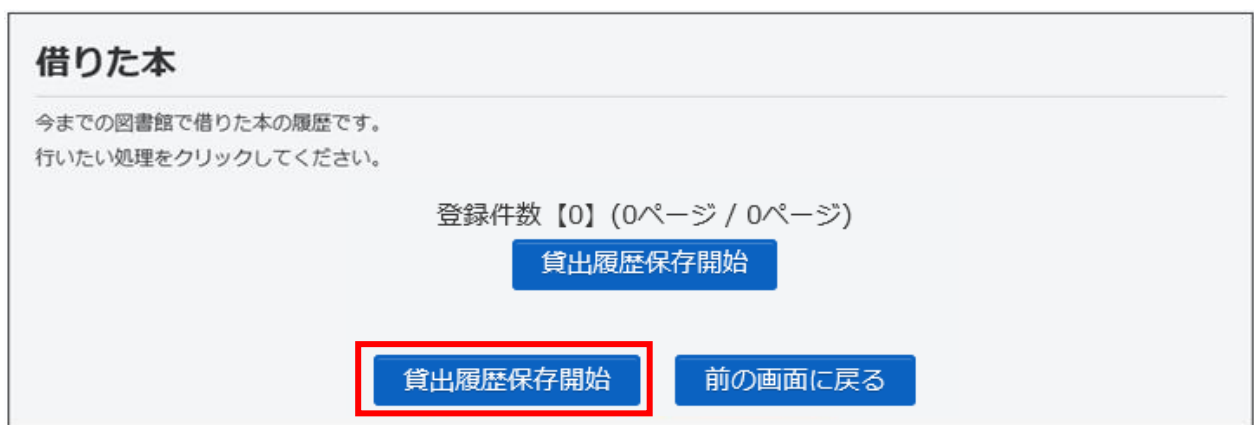 借りた本
今までの図書館で借りた本の履歴です。
行いたい処理をクリックしてください。
登録件数【0】(0ページ / 0ページ)
貸出履歴保存開始
貸出履歴保存開始 前の画面に戻る